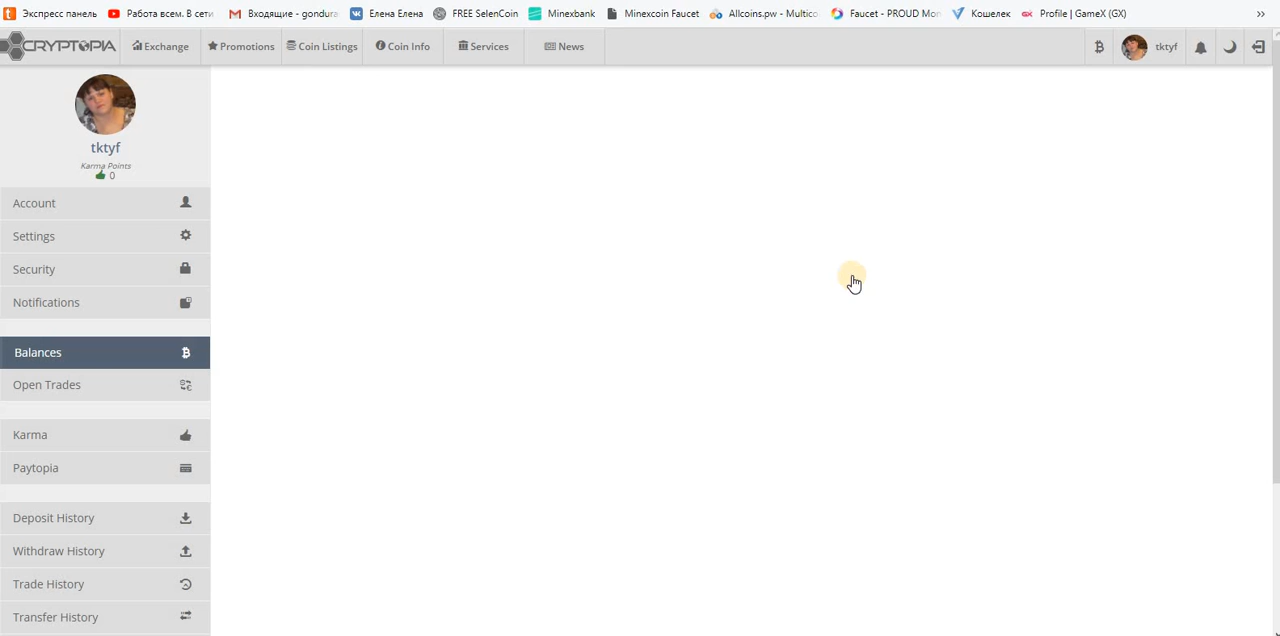 Экспресс панель Работа всем. В сети Входящие - gondura Елена Елена FREE SelenCoin Minexbank Minexcoin Faucet Allcoins.pw - Multico Faucet - PROUD Mon Кошелек Profile | GameX (GX) »
CRYPTOPIA Exchange Promotions Coin Listings Coin Info Services News tktyf
tktyf
Karma Points
0
Account
Settings
Security
Notifications
Balances
Open Trades
Karma
Paytopia
Deposit History
Withdraw History
Trade History
Transfer History